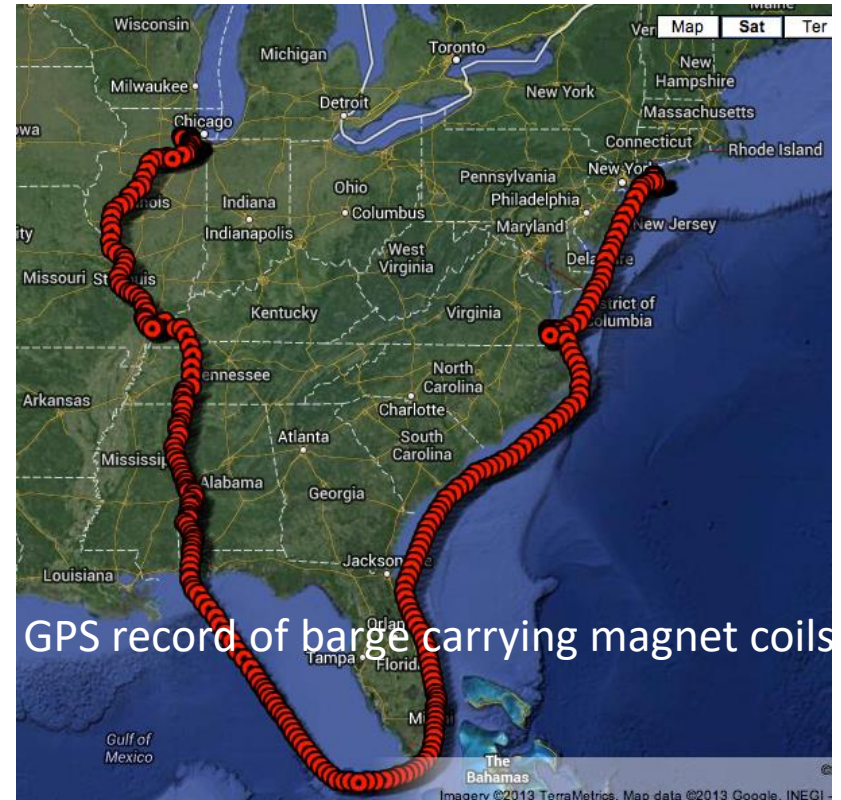 Wisconsin
Map Sat Ter
Michigan
Toronto
New
Hampshire
Milwaukee
Detroit
New York
Massachusetts
Chicago
Connecticut
Rhode Island
Pennsylvania
New York
Ohio
Indiana
Philadelphia
Columbus
Maryland
New Jersey
Indianapolis
West
Virginia
Missouri
Kentucky
Virginia
Columbia
North
Carolina
Arkansas
Charlotte
Atlanta
South
Carolina
Alabama
Georgia
Louisiana
GPS record of barge carrying magnet coils
Tampa
Gulf of
Mexico
The
Bahamas
Imagery ©2013 TerraMetrics, Map data ©2013 Google, INEGI -